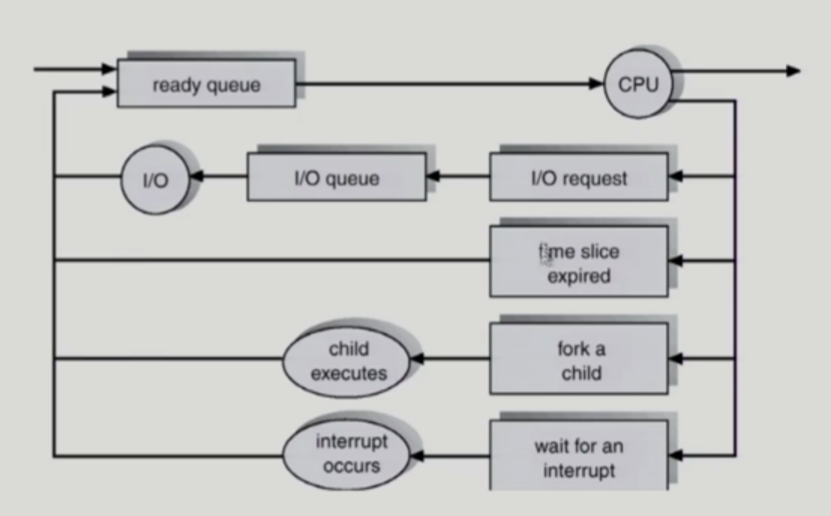 ready queue
CPU
I/O
I/O queue
I/O request
time slice
expired
child
executes
fork a
child
interrupt
occurs
wait for an
interrupt